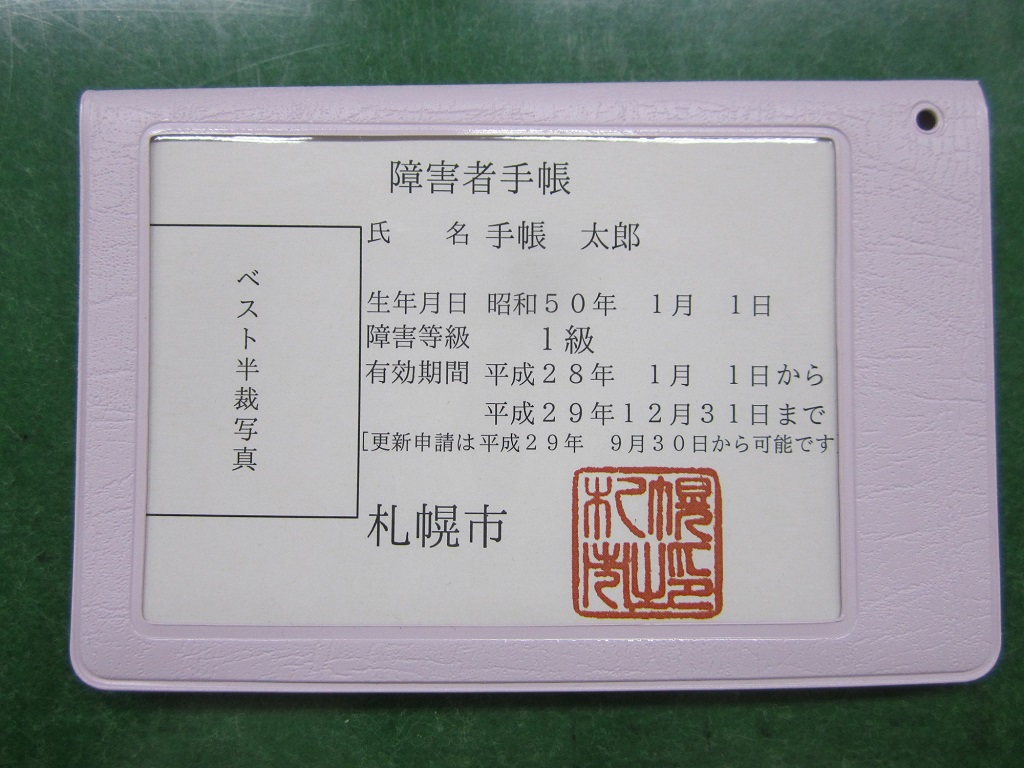 障害者手帳
氏　　名 手帳　太郎
ベスト半裁写真
生年月日 昭和５０年　１月　１日
障害等級　　１級
有効期間 平成２８年　１月　１日から
平成２９年１２月３１日まで
[更新申請は平成２９年　９月３０日から可能です
札幌市